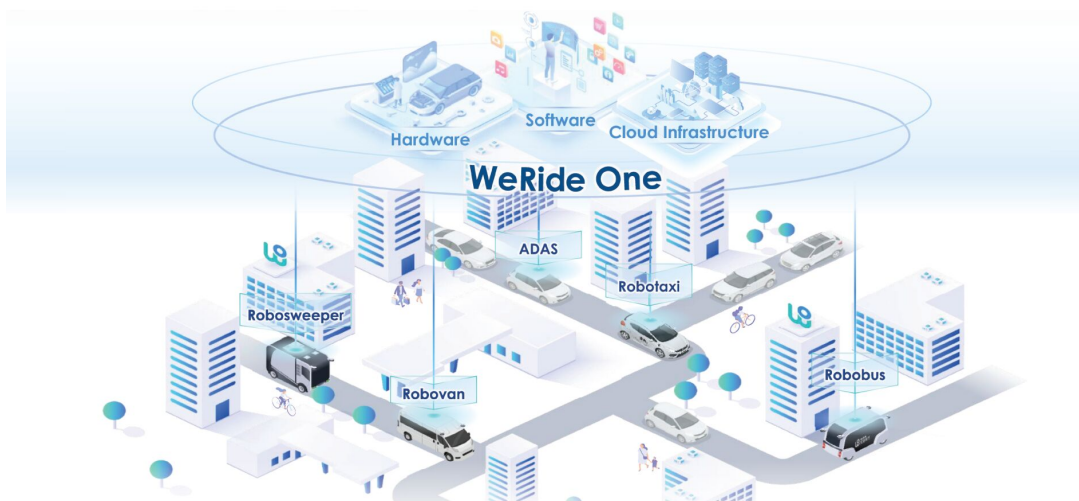 Software
Hardware
Cloud Infrastructure
WeRide One
ADAS
Robotaxi
Robosweeper
Robovan
Robobus